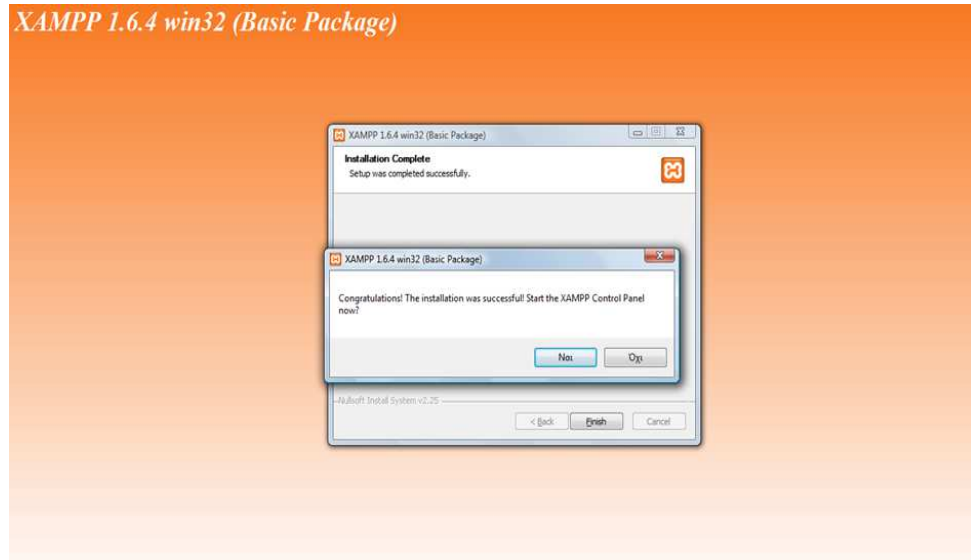 XAMPP 1.6.4 win32 (Basic Package)
XAMPP 1.6.4 win32 (Basic Package)
Installation Complete
Setup was completed successfully.
XAMPP 1.6.4 win32 (Basic Package)
Congratulations! The installation was successful! Start the XAMPP Control Panel
now?
Ναι Όχι
Nullsoft Install System v2.25
< Back Finish Cancel